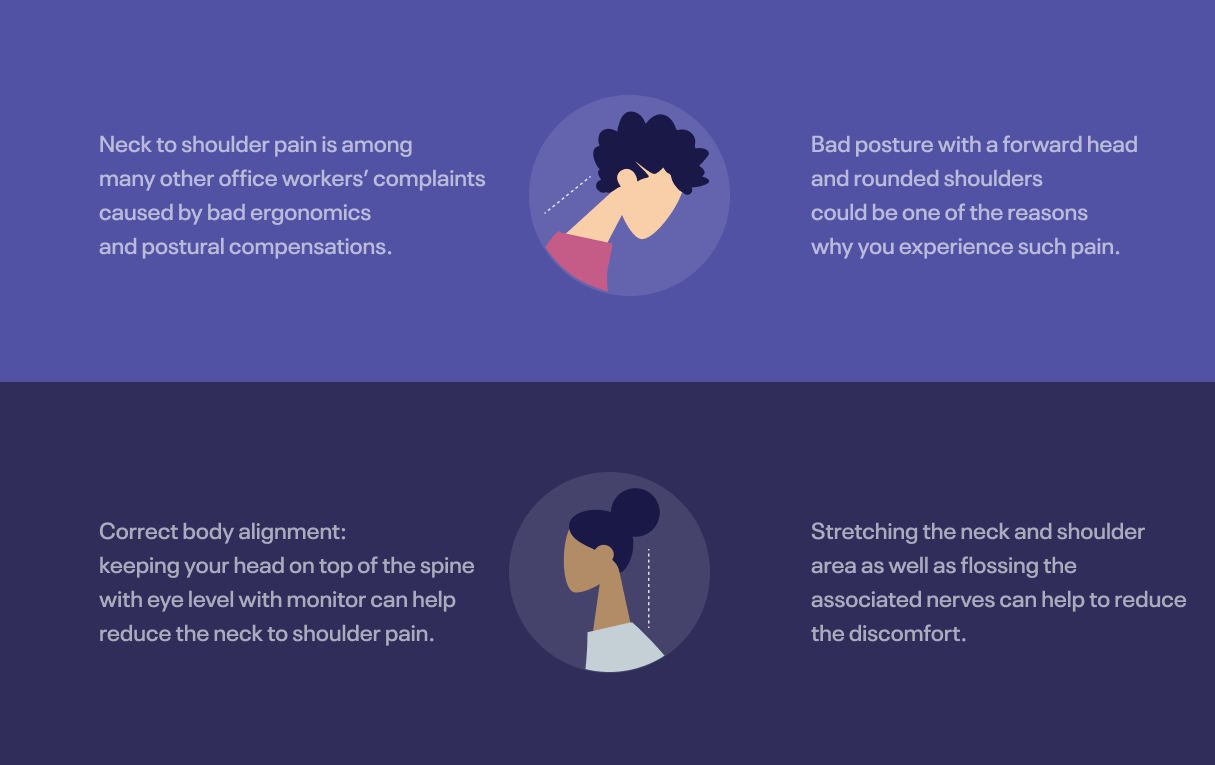 Neck to shoulder pain is among
many other office workers’ complaints
caused by bad ergonomics
and postural compensations.
Bad posture with a forward head
and rounded shoulders
could be one of the reasons
why you experience such pain.
Correct body alignment:
keeping your head on top of the spine
with eye level with monitor can help
reduce the neck to shoulder pain.
Stretching the neck and shoulder
area as well as flossing the
associated nerves can help to reduce
the discomfort.